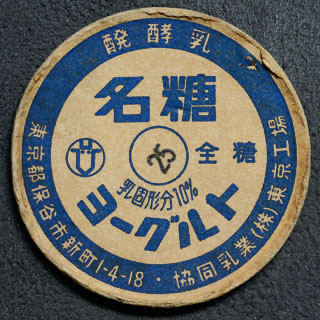 醗酵乳
名糖
25
全糖
乳固形分10%
ヨーグルト
東京都保谷市新町1-4-18・協同乳業(株)東京工場